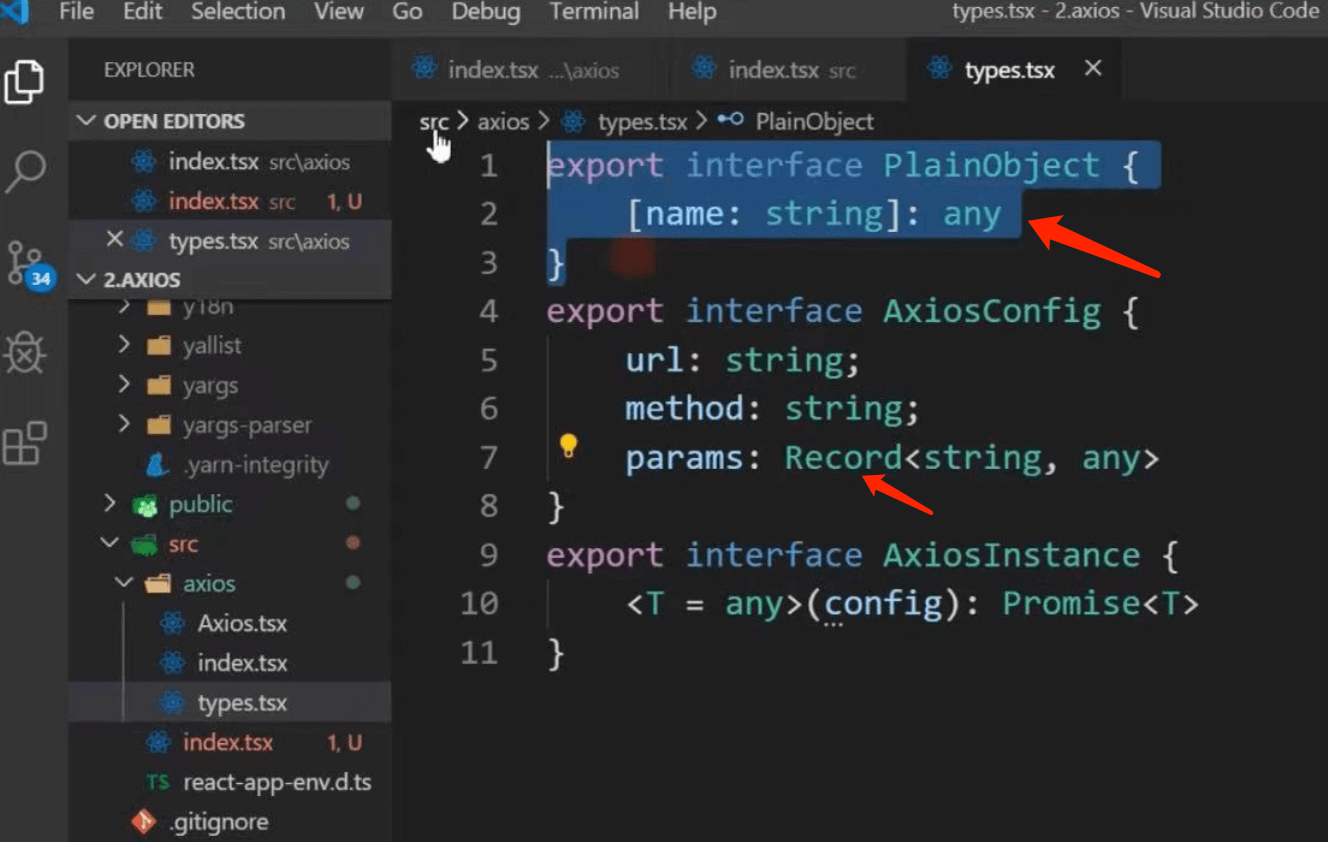 File Edit Selection View Go Debug Terminal Help types.tsx - 2.axios - Visual Studio Code
EXPLORER
OPEN EDITORS
index.tsx src\axios
index.tsx src 1, U
types.tsx src\axios
34
2.AXIOS
y18n
yallist
yargs
yargs-parser
.yarn-integrity
public
src
axios
Axios.tsx
index.tsx
types.tsx
index.tsx 1, U
TS react-app-env.d.ts
.gitignore
index.tsx ...\axios index.tsx src types.tsx
src > axios > types.tsx > PlainObject
1 export interface PlainObject {
2 [name: string]: any
3 }
4 export interface AxiosConfig {
5 url: string;
6 method: string;
7 params: Record<string, any>
8 }
9 export interface AxiosInstance {
10 <T = any>(config): Promise<T>
11 }